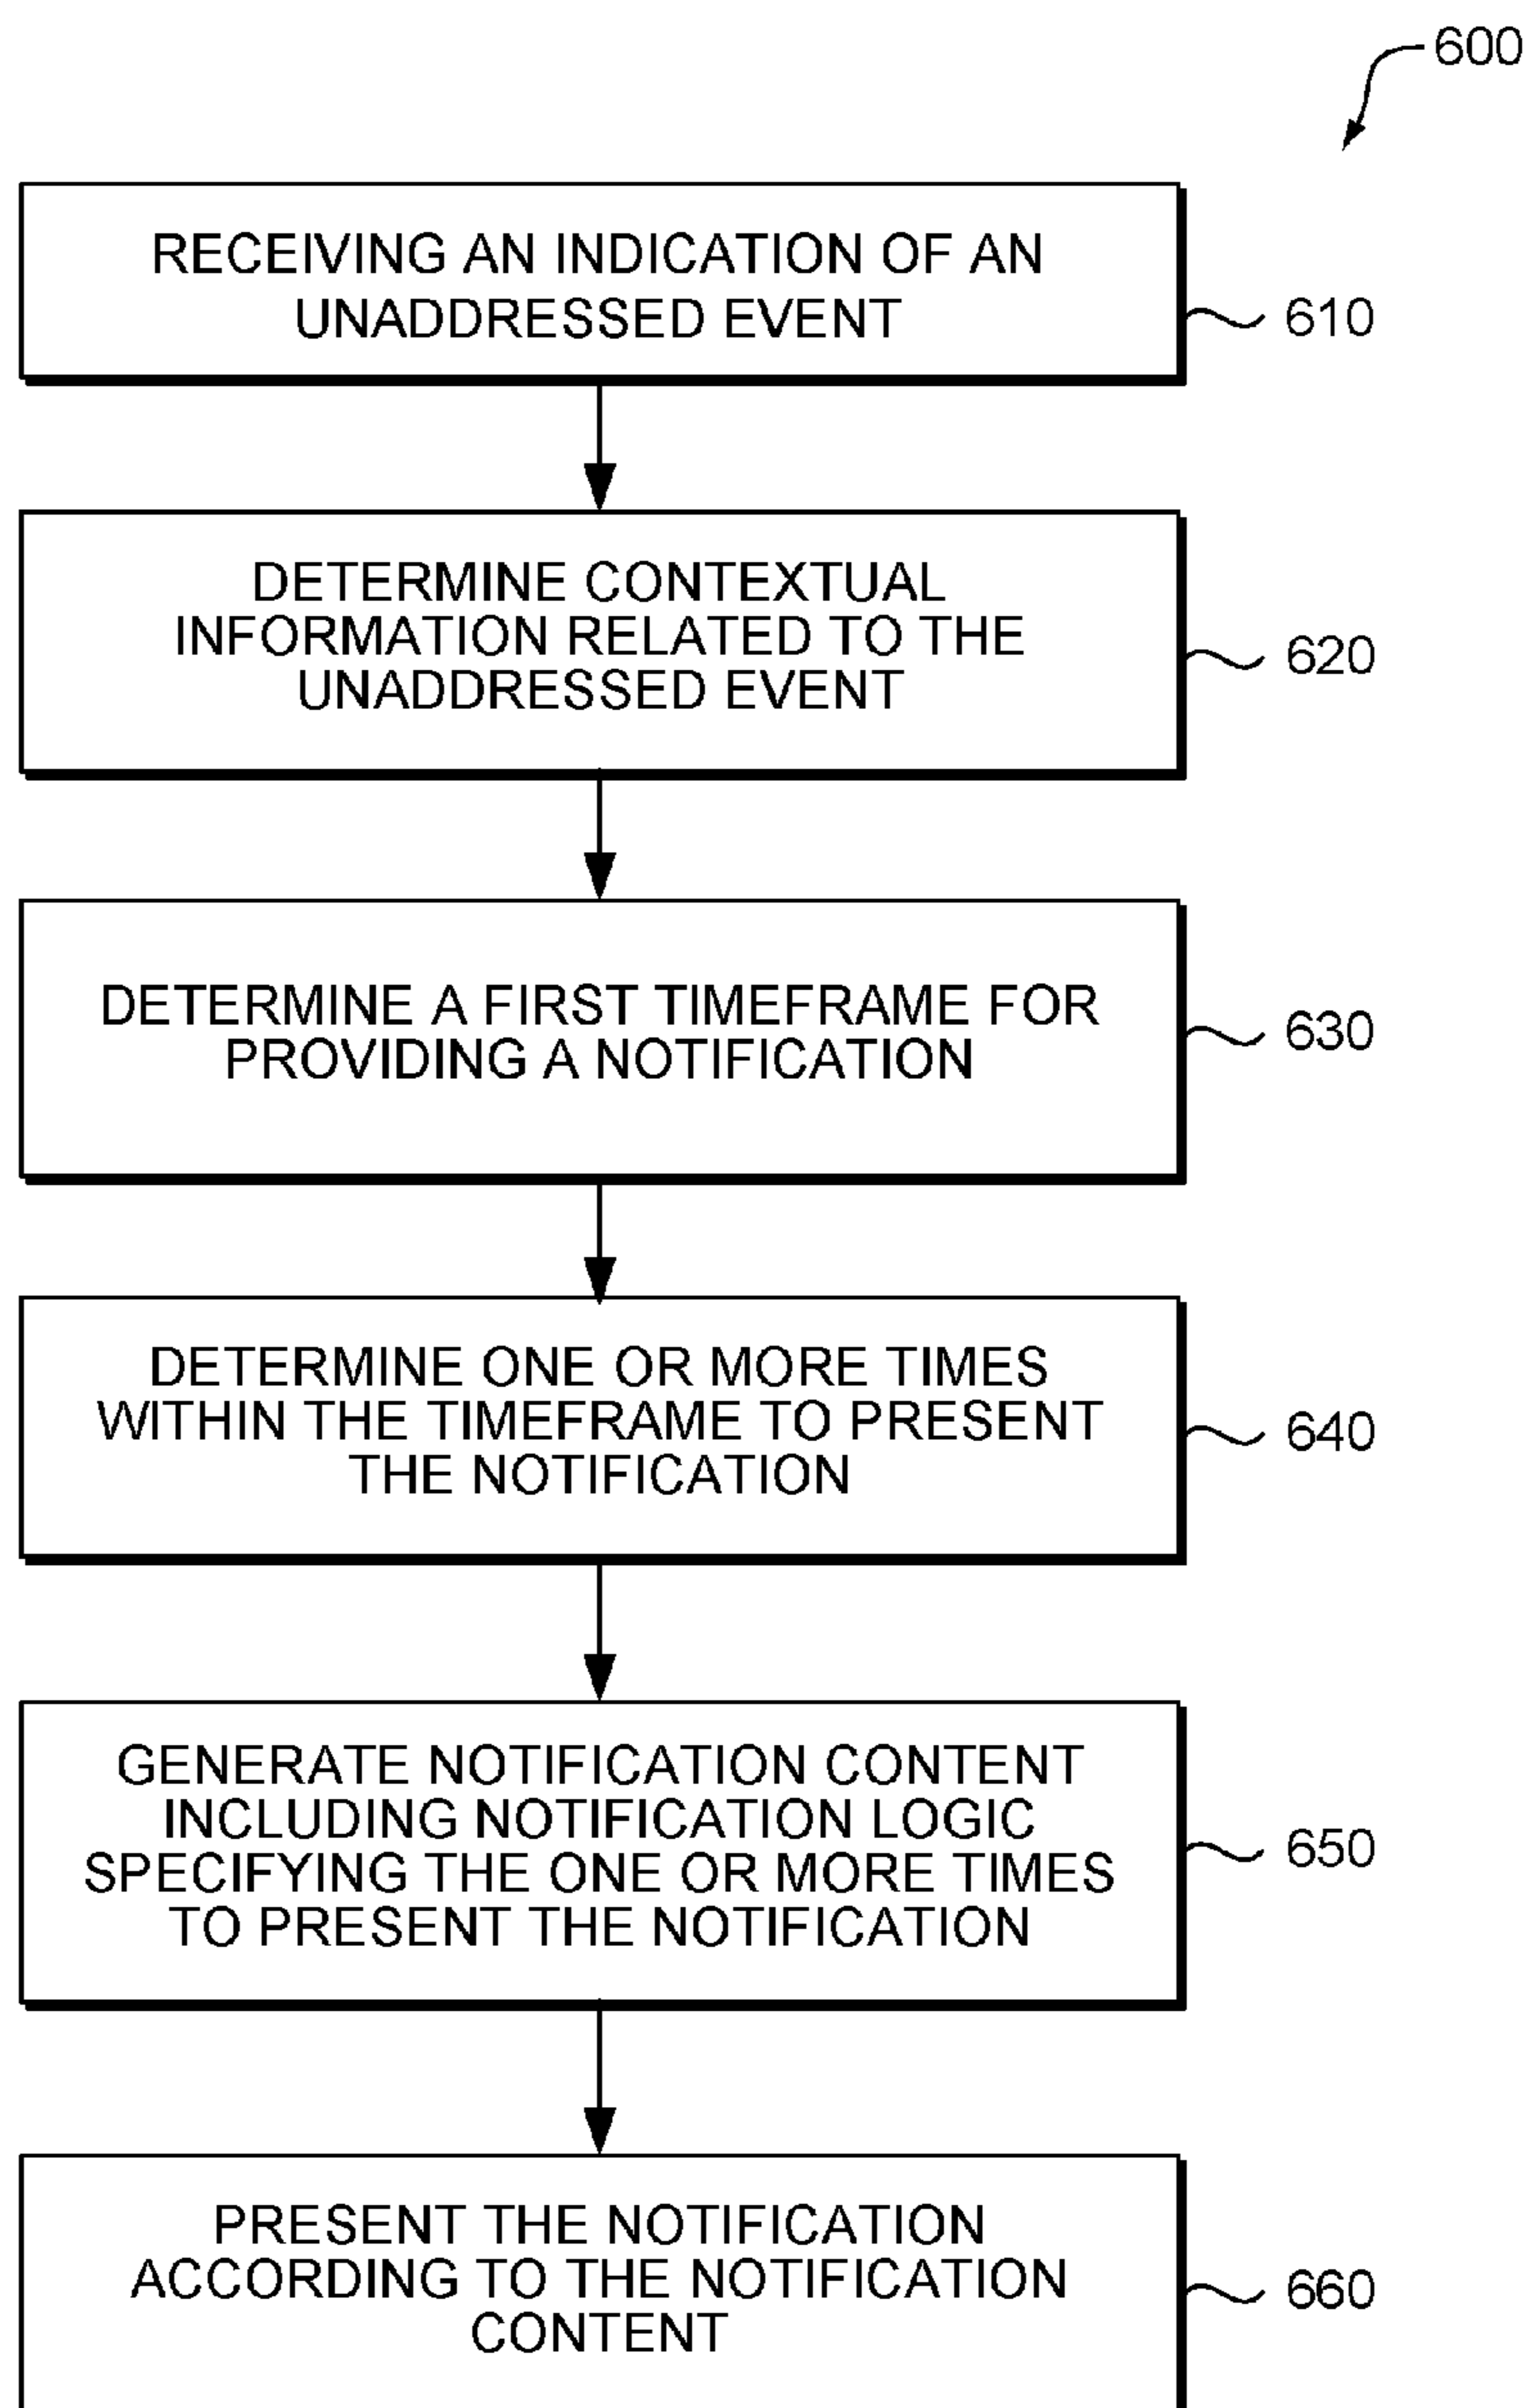 600
RECEIVING AN INDICATION OF AN
UNADDRESSED EVENT
610
DETERMINE CONTEXTUAL
INFORMATION RELATED TO THE
UNADDRESSED EVENT
620
DETERMINE A FIRST TIMEFRAME FOR
PROVIDING A NOTIFICATION
630
DETERMINE ONE OR MORE TIMES
WITHIN THE TIMEFRAME TO PRESENT
THE NOTIFICATION
640
GENERATE NOTIFICATION CONTENT
INCLUDING NOTIFICATION LOGIC
SPECIFYING THE ONE OR MORE TIMES
TO PRESENT THE NOTIFICATION
650
PRESENT THE NOTIFICATION
ACCORDING TO THE NOTIFICATION
CONTENT
660